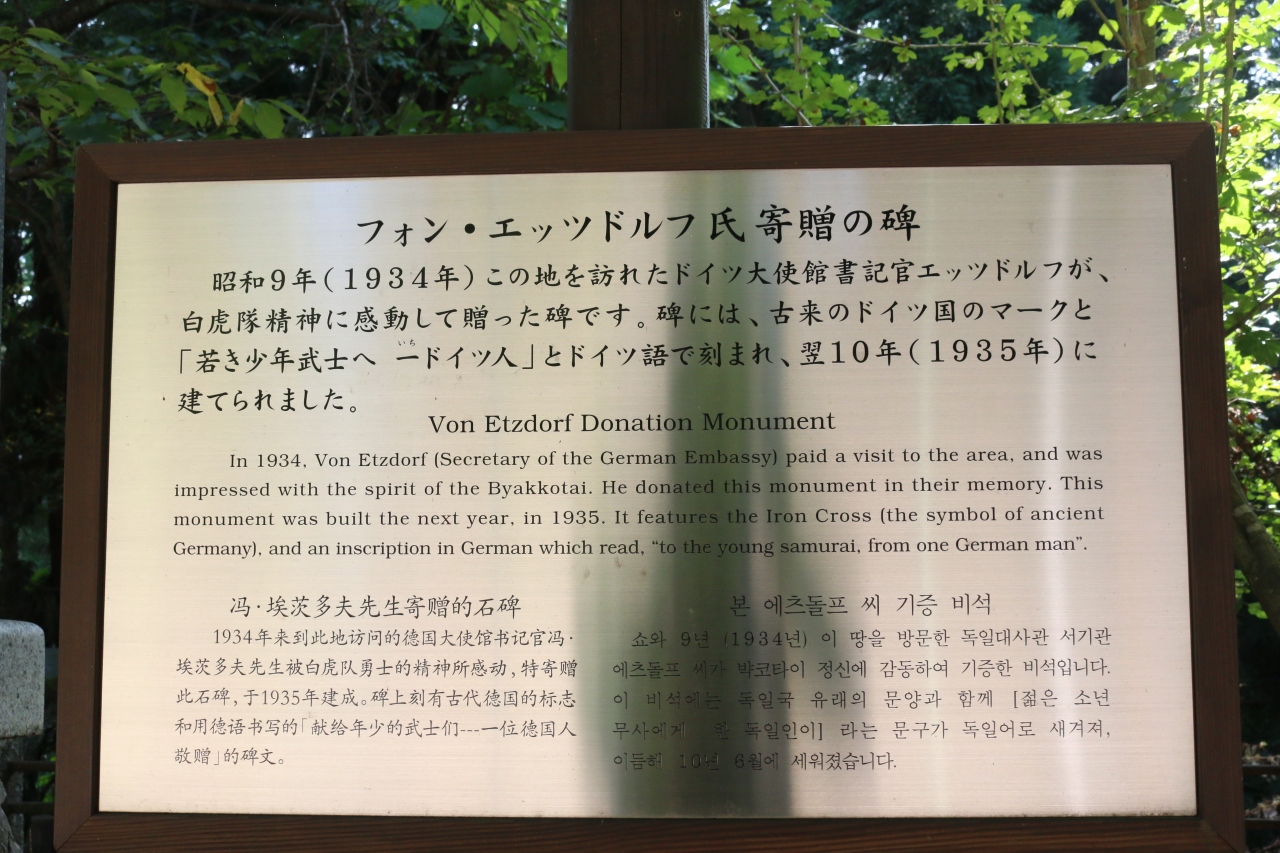 フォン・エッツドルフ氏寄贈の碑
昭和9年(1934年)この地を訪れたドイツ大使館書記官エッツドルフが、
白虎隊精神に感動して贈った碑です。碑には、古来のドイツ国のマークと
「若き少年武士へ 一ドイツ人」とドイツ語で刻まれ、翌10年(1935年)に
いち
建てられました。
Von Etzdorf Donation Monument
In 1934, Von Etzdorf (Secretary of the German Embassy) paid a visit to the area, and was
impressed with the spirit of the Byakkotai. He donated this monument in their memory. This
monument was built the next year, in 1935. It features the Iron Cross (the symbol of ancient
Germany), and an inscription in German which read, “to the young samurai, from one German man”.
冯·埃茨多夫先生寄赠的石碑
1934年来到此地访问的德国大使馆书记官冯·
埃茨多夫先生被白虎队勇士的精神所感动,特寄赠
此石碑,于1935年建成。碑上刻有古代德国的标志
和用德语书写的「献给年少的武士们---一位德国人
敬赠」的碑文。
본 에츠돌프 씨 기증 비석
쇼와 9년 (1934년) 이 땅을 방문한 독일대사관 서기관
에츠돌프 씨가 뱍코타이 정신에 감동하여 기증한 비석입니다.
이 비석에는 독일국 유래의 문양과 함께 [젊은 소년
무사에게 한 독일인이] 라는 문구가 독일어로 새겨져,
이듬해 10년 6월에 세워졌습니다.